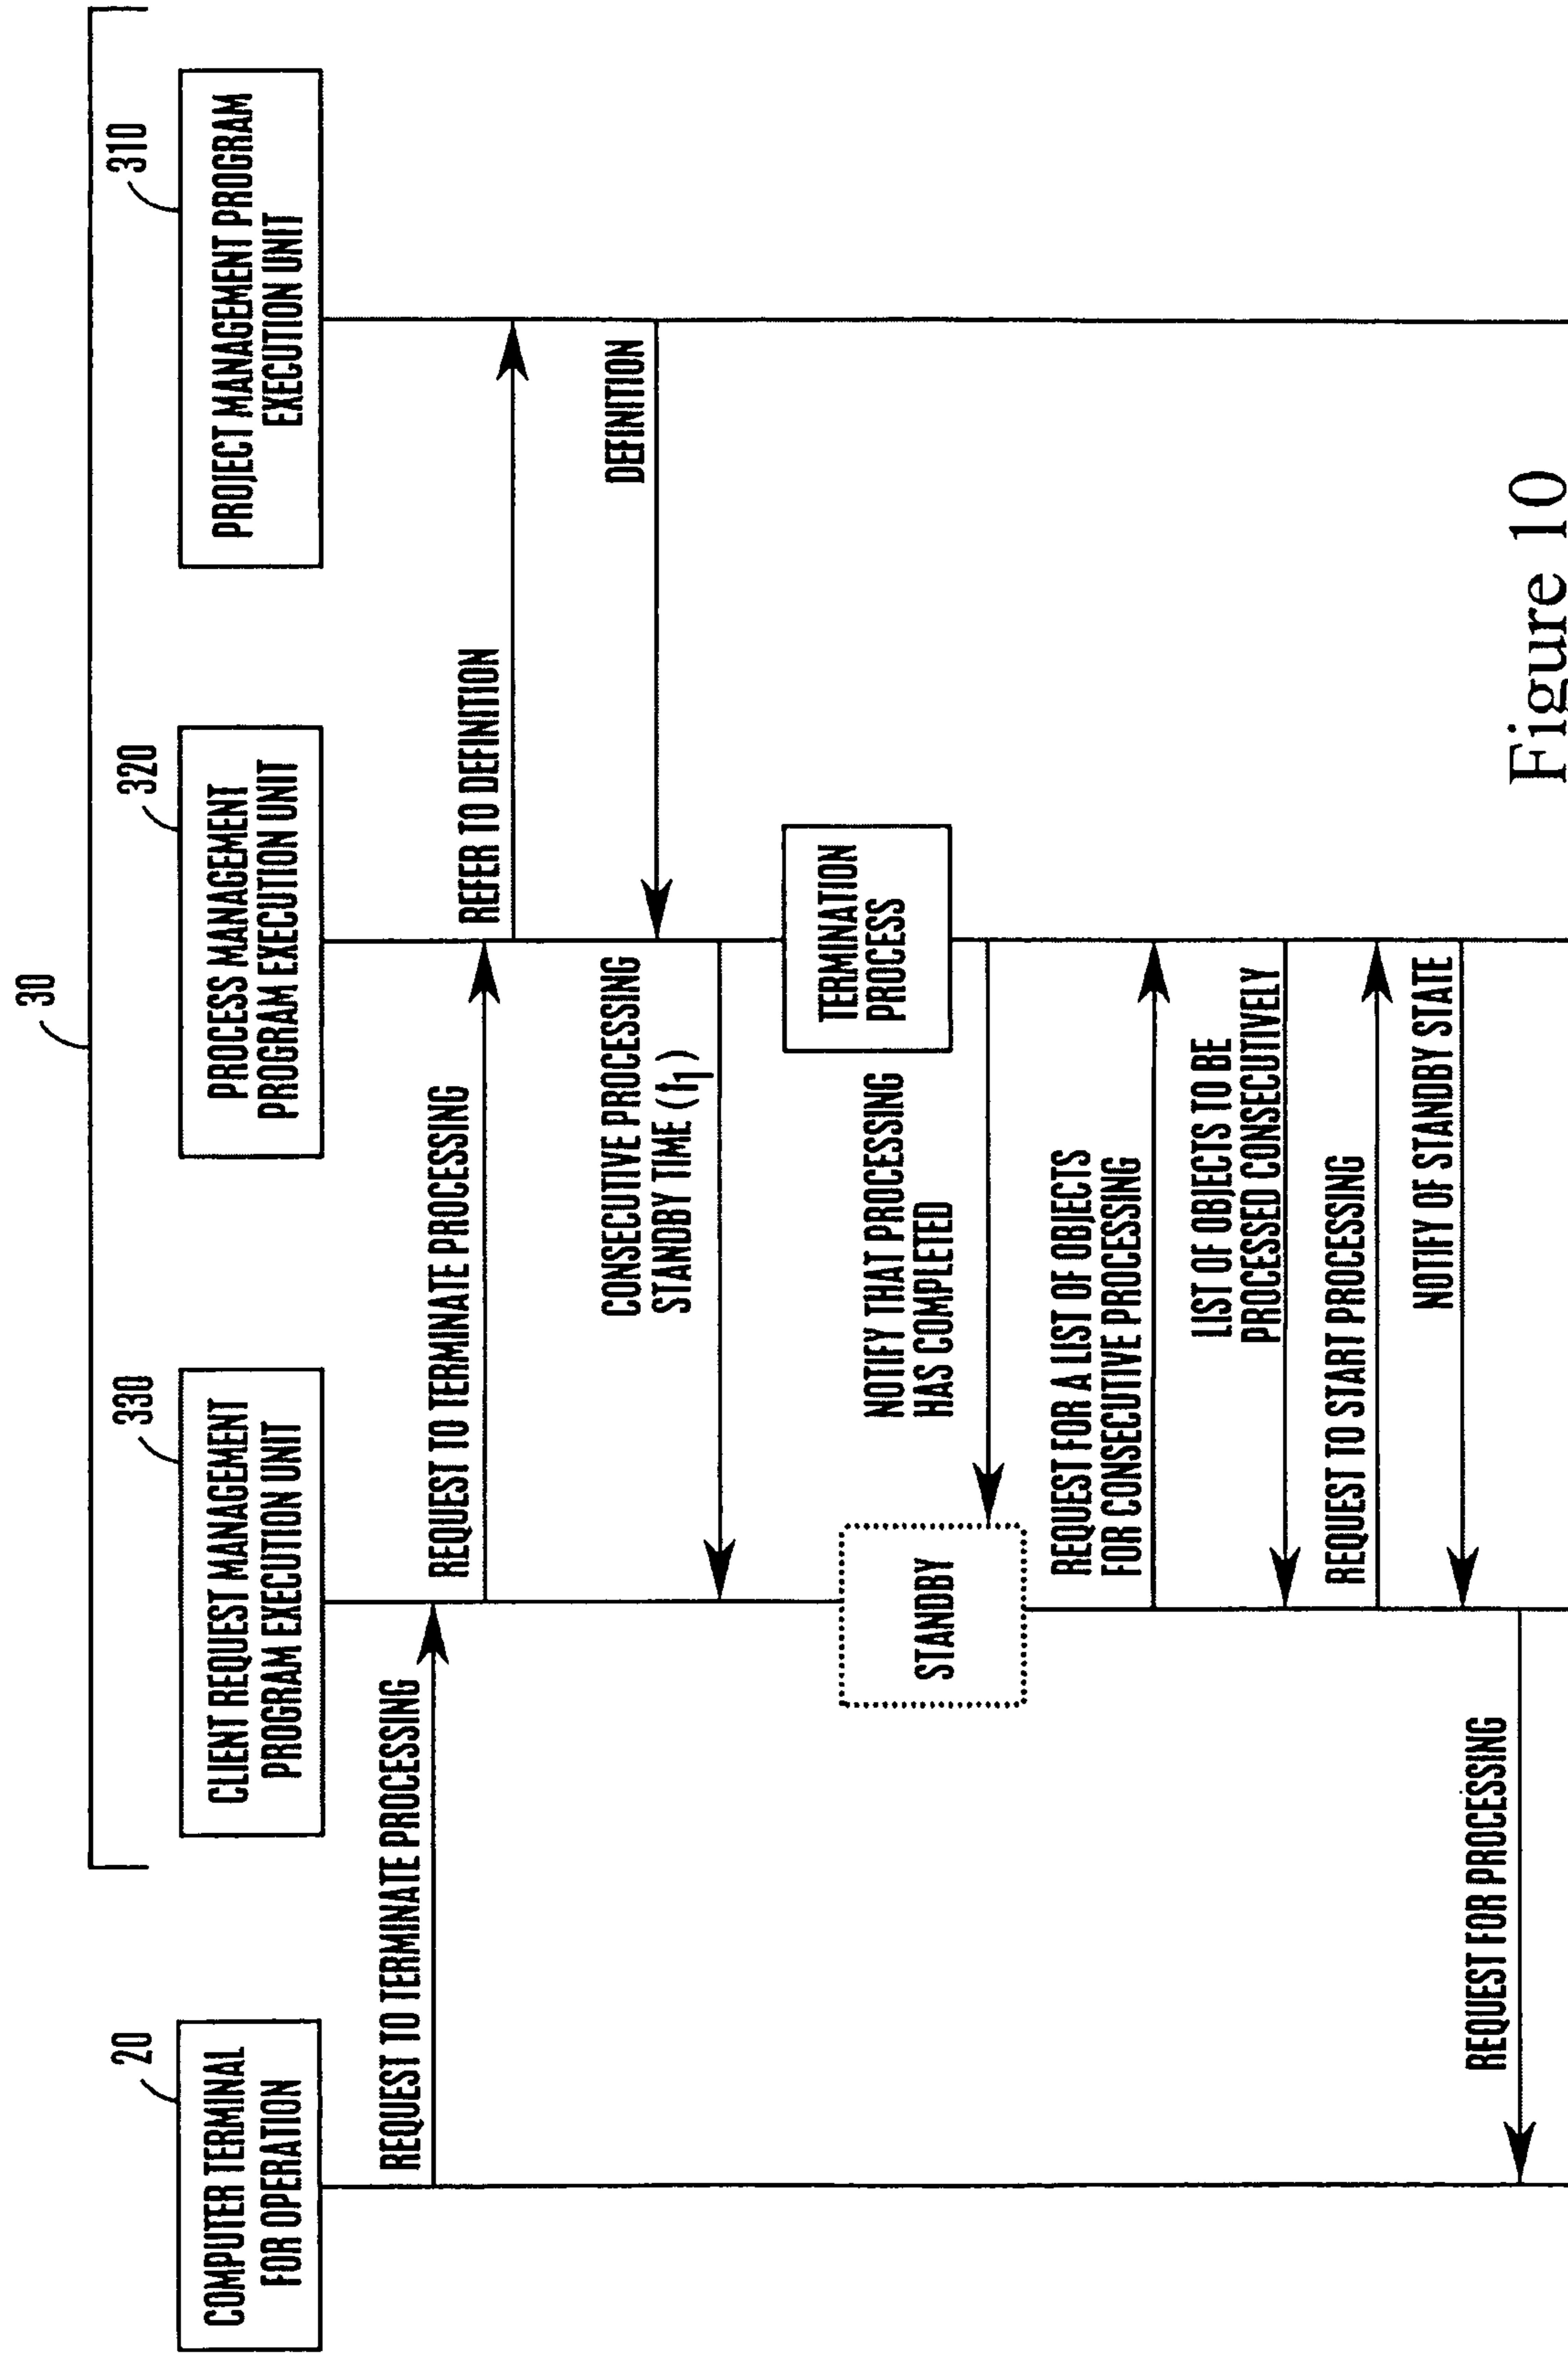 30
20
COMPUTER TERMINAL
FOR OPERATION
330
CLIENT REQUEST MANAGEMENT
PROGRAM EXECUTION UNIT
320
PROCESS MANAGEMENT
PROGRAM EXECUTION UNIT
310
PROJECT MANAGEMENT PROGRAM
EXECUTION UNIT
REQUEST TO TERMINATE PROCESSING
REQUEST TO TERMINATE PROCESSING
REFER TO DEFINITION
DEFINITION
CONSECUTIVE PROCESSING
STANDBY TIME (t1)
TERMINATION
PROCESS
STANDBY
NOTIFY THAT PROCESSING
HAS COMPLETED
REQUEST FOR A LIST OF OBJECTS
FOR CONSECUTIVE PROCESSING
LIST OF OBJECTS TO BE
PROCESSED CONSECUTIVELY
REQUEST TO START PROCESSING
NOTIFY OF STANDBY STATE
REQUEST FOR PROCESSING
Figure 10